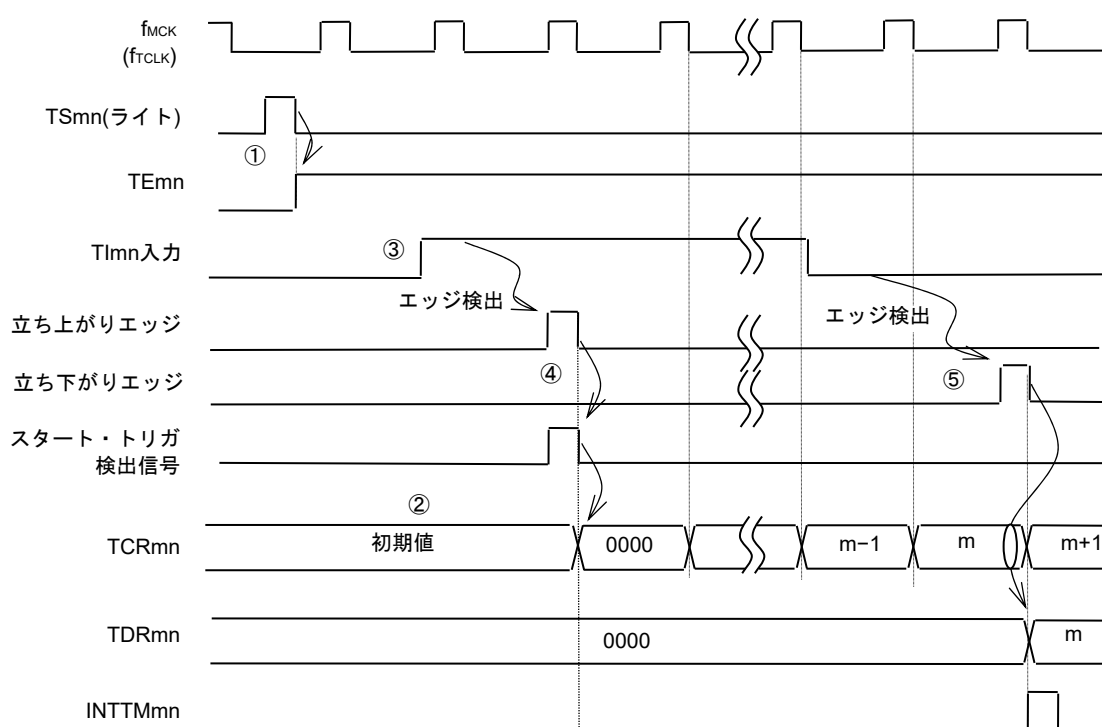 fMCK
(fTCLK)
TSmn(ライト)
①
TEmn
TImn入力
③
エッジ検出
エッジ検出
立ち上がりエッジ
④
立ち下がりエッジ
⑤
スタート・トリガ
検出信号
②
TCRmn
初期値
0000
m−1
m
m+1
TDRmn
0000
m
INTTMmn